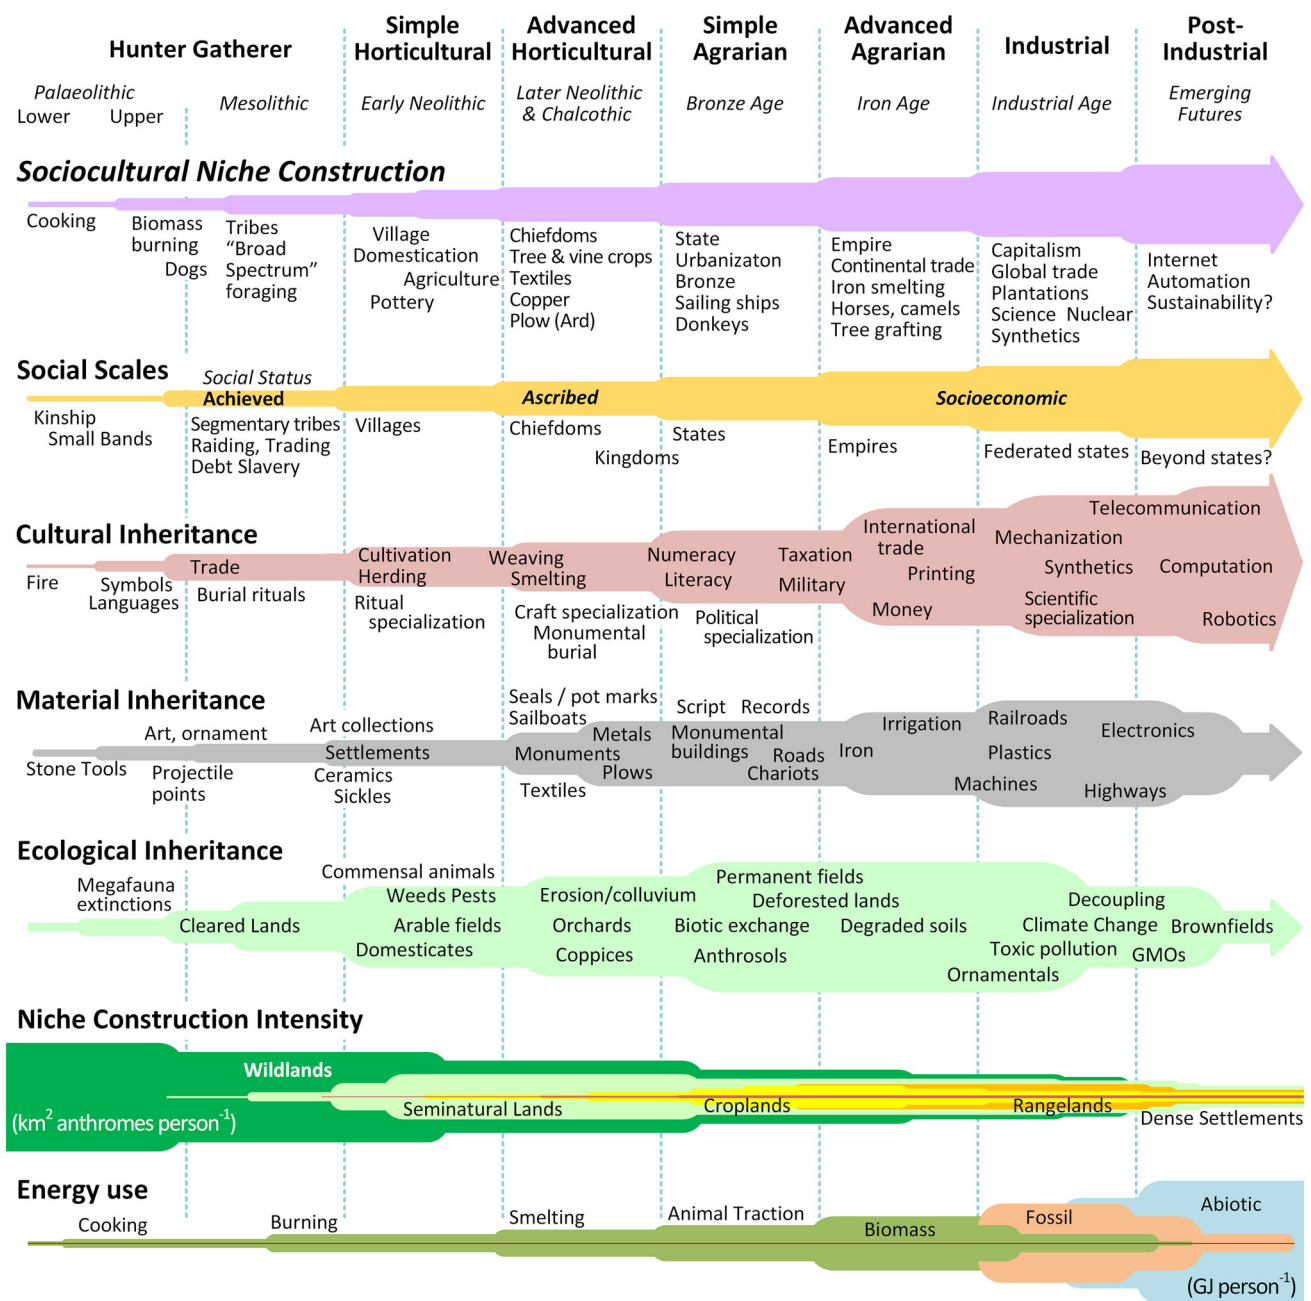 Hunter Gatherer
Simple
Horticultural
Advanced
Horticultural
Simple
Agrarian
Advanced
Agrarian
Industrial
Post-
Industrial
Palaeolithic
Lower Upper
Mesolithic
Early Neolithic
Later Neolithic
& Chalcothic
Bronze Age
Iron Age
Industrial Age
Emerging
Futures
Sociocultural Niche Construction
Cooking
Biomass
burning
Dogs
Tribes
“Broad
Spectrum”
foraging
Village
Domestication
Agriculture
Pottery
Chiefdoms
Tree & vine crops
Textiles
Copper
Plow (Ard)
State
Urbanizaton
Bronze
Sailing ships
Donkeys
Empire
Continental trade
Iron smelting
Horses, camels
Tree grafting
Capitalism
Global trade
Plantations
Science Nuclear
Synthetics
Internet
Automation
Sustainability?
Social Scales
Social Status
Achieved
Ascribed
Socioeconomic
Kinship
Small Bands
Segmentary tribes
Raiding, Trading
Debt Slavery
Villages
Chiefdoms
Kingdoms
States
Empires
Federated states
Beyond states?
Cultural Inheritance
Fire
Symbols
Languages
Trade
Burial rituals
Cultivation
Herding
Ritual
specialization
Weaving
Smelting
Craft specialization
Monumental
burial
Numeracy
Literacy
Political
specialization
Taxation
Military
International
trade
Printing
Money
Mechanization
Synthetics
Scientific
specialization
Telecommunication
Computation
Robotics
Material Inheritance
Stone Tools
Art, ornament
Projectile
points
Art collections
Settlements
Ceramics
Sickles
Seals / pot marks
Sailboats
Metals
Monuments
Plows
Textiles
Script Records
Monumental
buildings
Roads
Chariots
Iron
Irrigation
Machines
Railroads
Plastics
Highways
Electronics
Ecological Inheritance
Megafauna
extinctions
Cleared Lands
Commensal animals
Weeds Pests
Arable fields
Domesticates
Erosion/colluvium
Orchards
Coppices
Permanent fields
Deforested lands
Biotic exchange
Anthrosols
Degraded soils
Ornamentals
Decoupling
Climate Change
Toxic pollution
GMOs
Brownfields
Niche Construction Intensity
Wildlands
(km² anthromes person⁻¹)
Seminatural Lands
Croplands
Rangelands
Dense Settlements
Energy use
Cooking
Burning
Smelting
Animal Traction
Biomass
Fossil
Abiotic
(GJ person⁻¹)